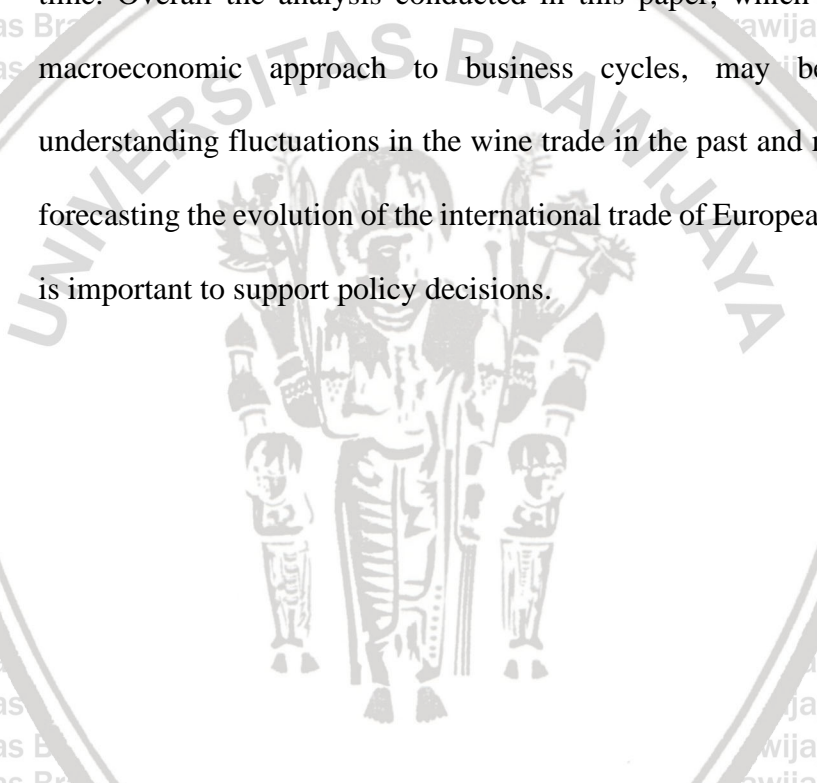 time. Overall the analysis conducted in this paper, which
macroeconomic approach to business cycles, may
understanding fluctuations in the wine trade in the past and
forecasting the evolution of the international trade of
is important to support policy decisions.
UNIVERSITAS BRAWIJAYA